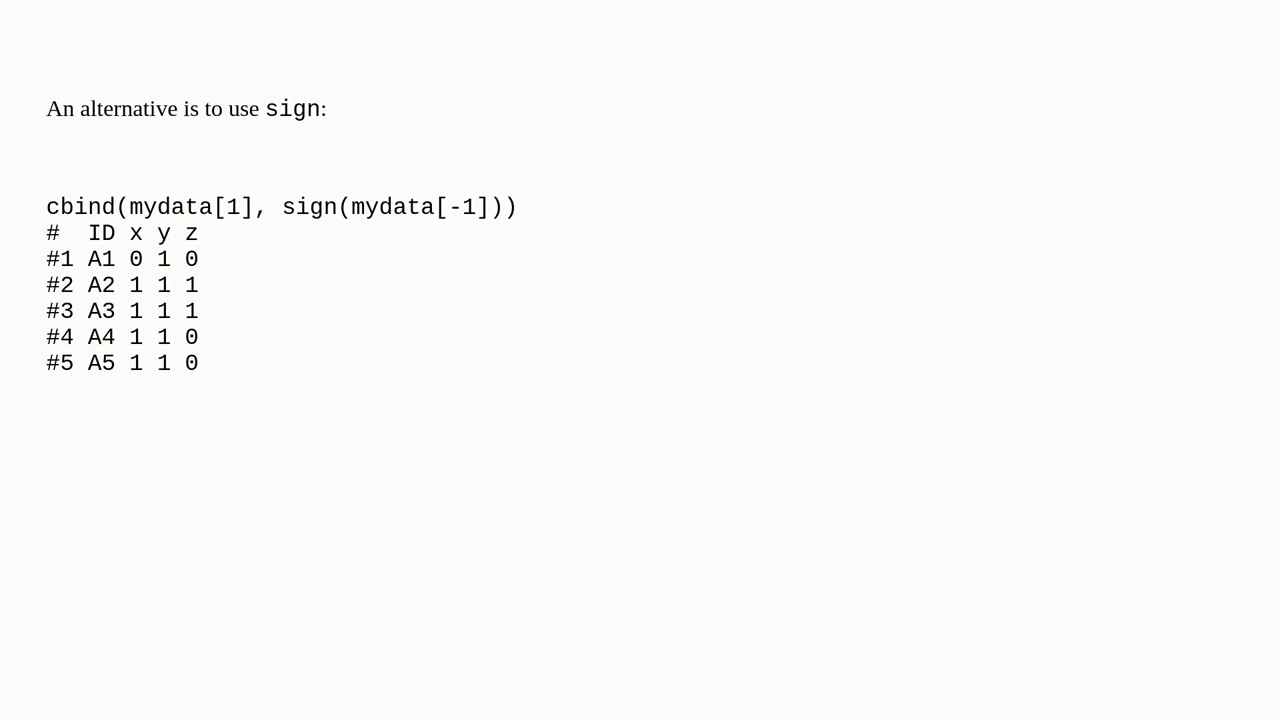 An alternative is to use sign:
cbind(mydata[1], sign(mydata[-1]))
#  ID x y z
#1 A1 0 1 0
#2 A2 1 1 1
#3 A3 1 1 1
#4 A4 1 1 0
#5 A5 1 1 0